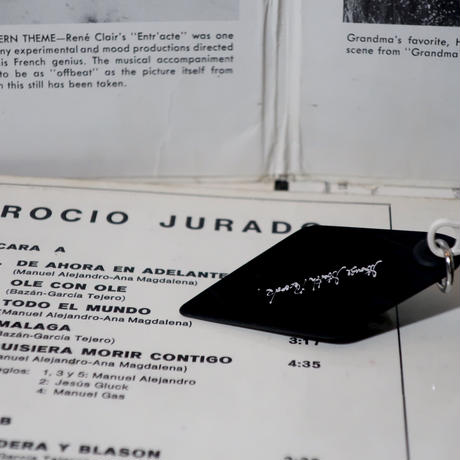 ERN THEME—René Clair's "Entr'acte" was one
ny experimental and mood productions directed
is French genius. The musical accompaniment
to be as "offbeat" as the picture itself from
h this still has been taken.
Grandma's favorite, H
scene from "Grandma
ROCIO JURADO
CARA A
DE AHORA EN ADELANTE
(Manuel Alejandro-Ana Magdalena)
OLE CON OLE
(Bazán-García Tejero)
TODO EL MUNDO
(Manuel Alejandro-Ana Magdalena)
MALAGA 3:17
Bazán-García Tejero)
QUISIERA MORIR CONTIGO 4:35
(Manuel Alejandro-Ana Magdalena)
eglos: 1, 3 y 5: Manuel Alejandro
2: Jesús Gluck
4: Manuel Gas
B
DERA Y BLASON